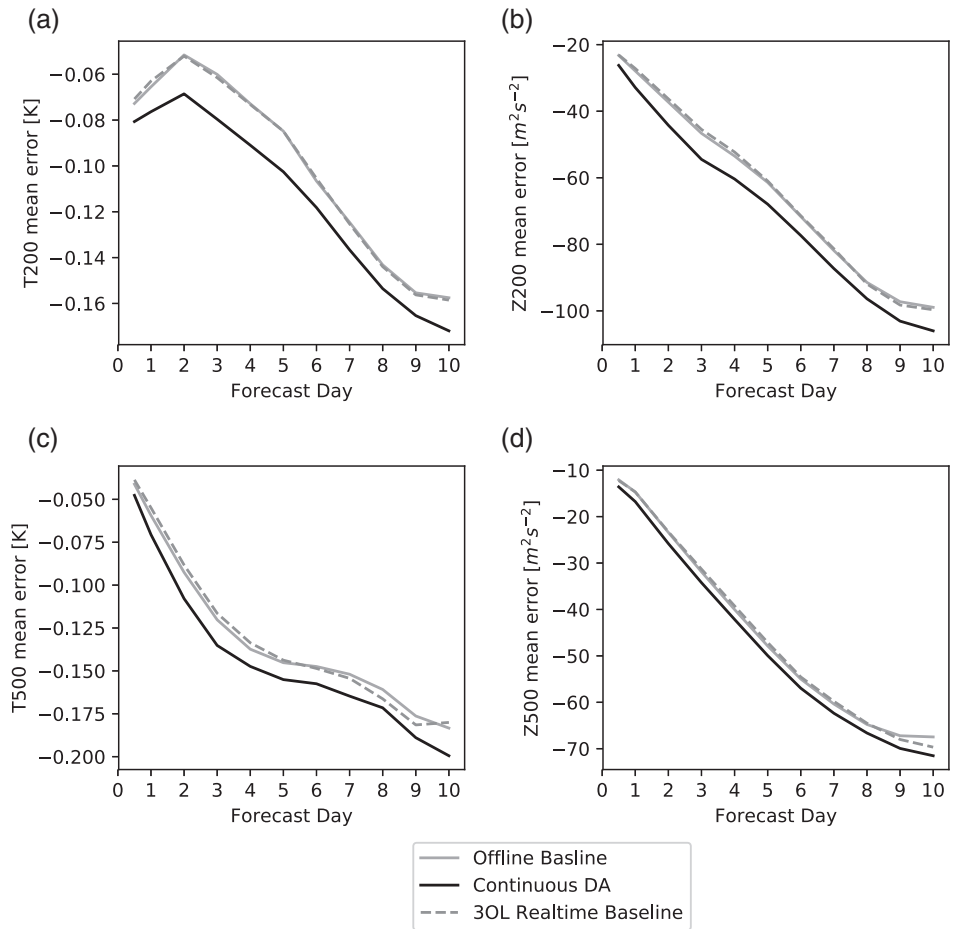 (a)
T200 mean error [K]
−0.06
−0.08
−0.10
−0.12
−0.14
−0.16
0 1 2 3 4 5 6 7 8 9 10
Forecast Day
(b)
Z200 mean error [m²s⁻²]
−20
−40
−60
−80
−100
0 1 2 3 4 5 6 7 8 9 10
Forecast Day
(c)
T500 mean error [K]
−0.050
−0.075
−0.100
−0.125
−0.150
−0.175
−0.200
0 1 2 3 4 5 6 7 8 9 10
Forecast Day
(d)
Z500 mean error [m²s⁻²]
−10
−20
−30
−40
−50
−60
−70
0 1 2 3 4 5 6 7 8 9 10
Forecast Day
Offline Basline
Continuous DA
3OL Realtime Baseline